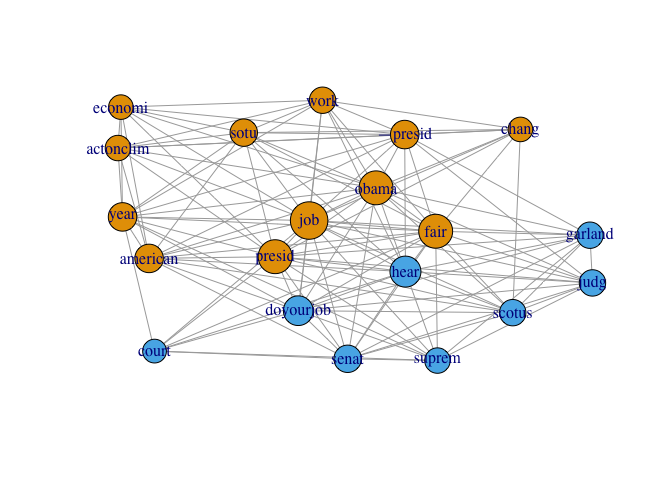 economi
work
sotu
—presid
chang
actonclim
obama
year
job
fair
garland
american
presid
hear
judg
doyourjob
scotus
court
senat
suprem